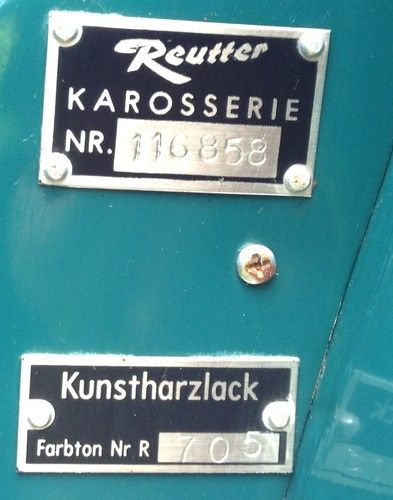 Reutter
KAROSSERIE
NR. 116858
Kunstharzlack
Farbton Nr R 705